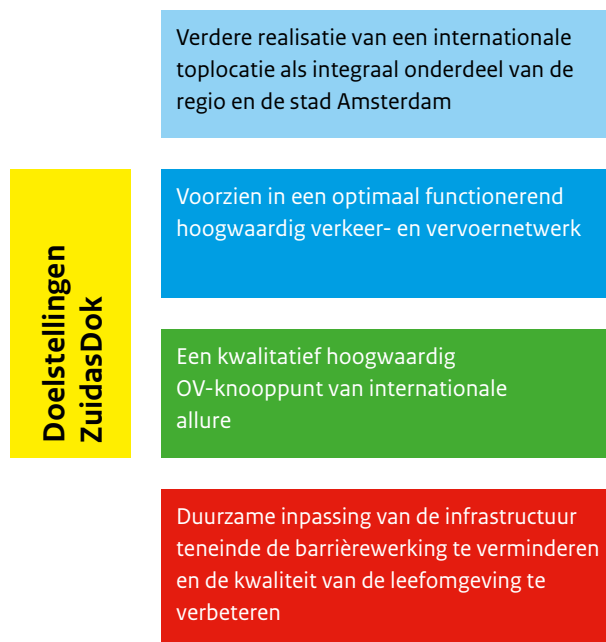 Verdere realisatie van een internationale
toplocatie als integraal onderdeel van de
regio en de stad Amsterdam
Doelstellingen
ZuidasDok
Voorzien in een optimaal functionerend
hoogwaardig verkeer- en vervoernetwerk
Een kwalitatief hoogwaardig
OV-knooppunt van internationale
allure
Duurzame inpassing van de infrastructuur
teneinde de barrièrewerking te verminderen
en de kwaliteit van de leefomgeving te
verbeteren